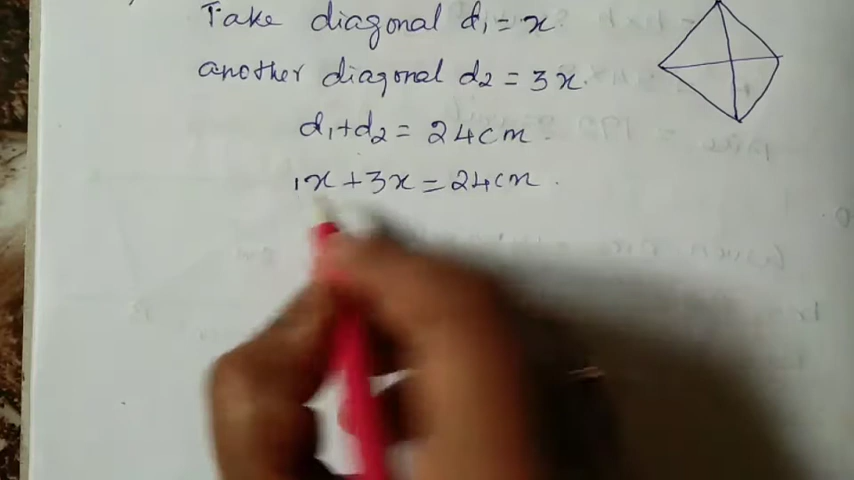 Take diagonal d₁ = x.
another diagonal d₂ = 3x.
d₁+d₂ = 24cm.
1x+3x = 24cm.